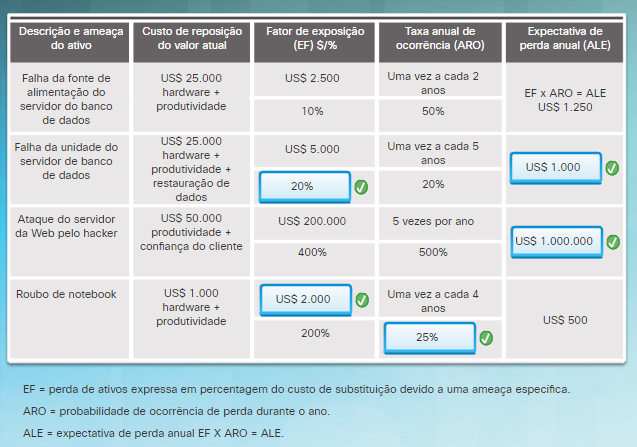 Descrição e ameaça
do ativo
Custo de reposição
do valor atual
Fator de exposição
(EF) $/%
Taxa anual de
ocorrência (ARO)
Expectativa de
perda anual (ALE)
Falha da fonte de
alimentação do
servidor do banco
de dados
US$ 25.000
hardware +
produtividade
US$ 2.500
10%
Uma vez a cada 2
anos
50%
EF x ARO = ALE
US$ 1.250
Falha da unidade do
servidor de banco
de dados
US$ 25.000
hardware +
produtividade +
restauração de
dados
US$ 5.000
20%
Uma vez a cada 5
anos
20%
US$ 1.000
Ataque do servidor
da Web pelo hacker
US$ 50.000
produtividade +
confiança do cliente
US$ 200.000
400%
5 vezes por ano
500%
US$ 1.000.000
Roubo de notebook
US$ 1.000
hardware +
produtividade
US$ 2.000
200%
Uma vez a cada 4
anos
25%
US$ 500
EF = perda de ativos expressa em percentagem do custo de substituição devido a uma ameaça específica.
ARO = probabilidade de ocorrência de perda durante o ano.
ALE = expectativa de perda anual EF X ARO = ALE.